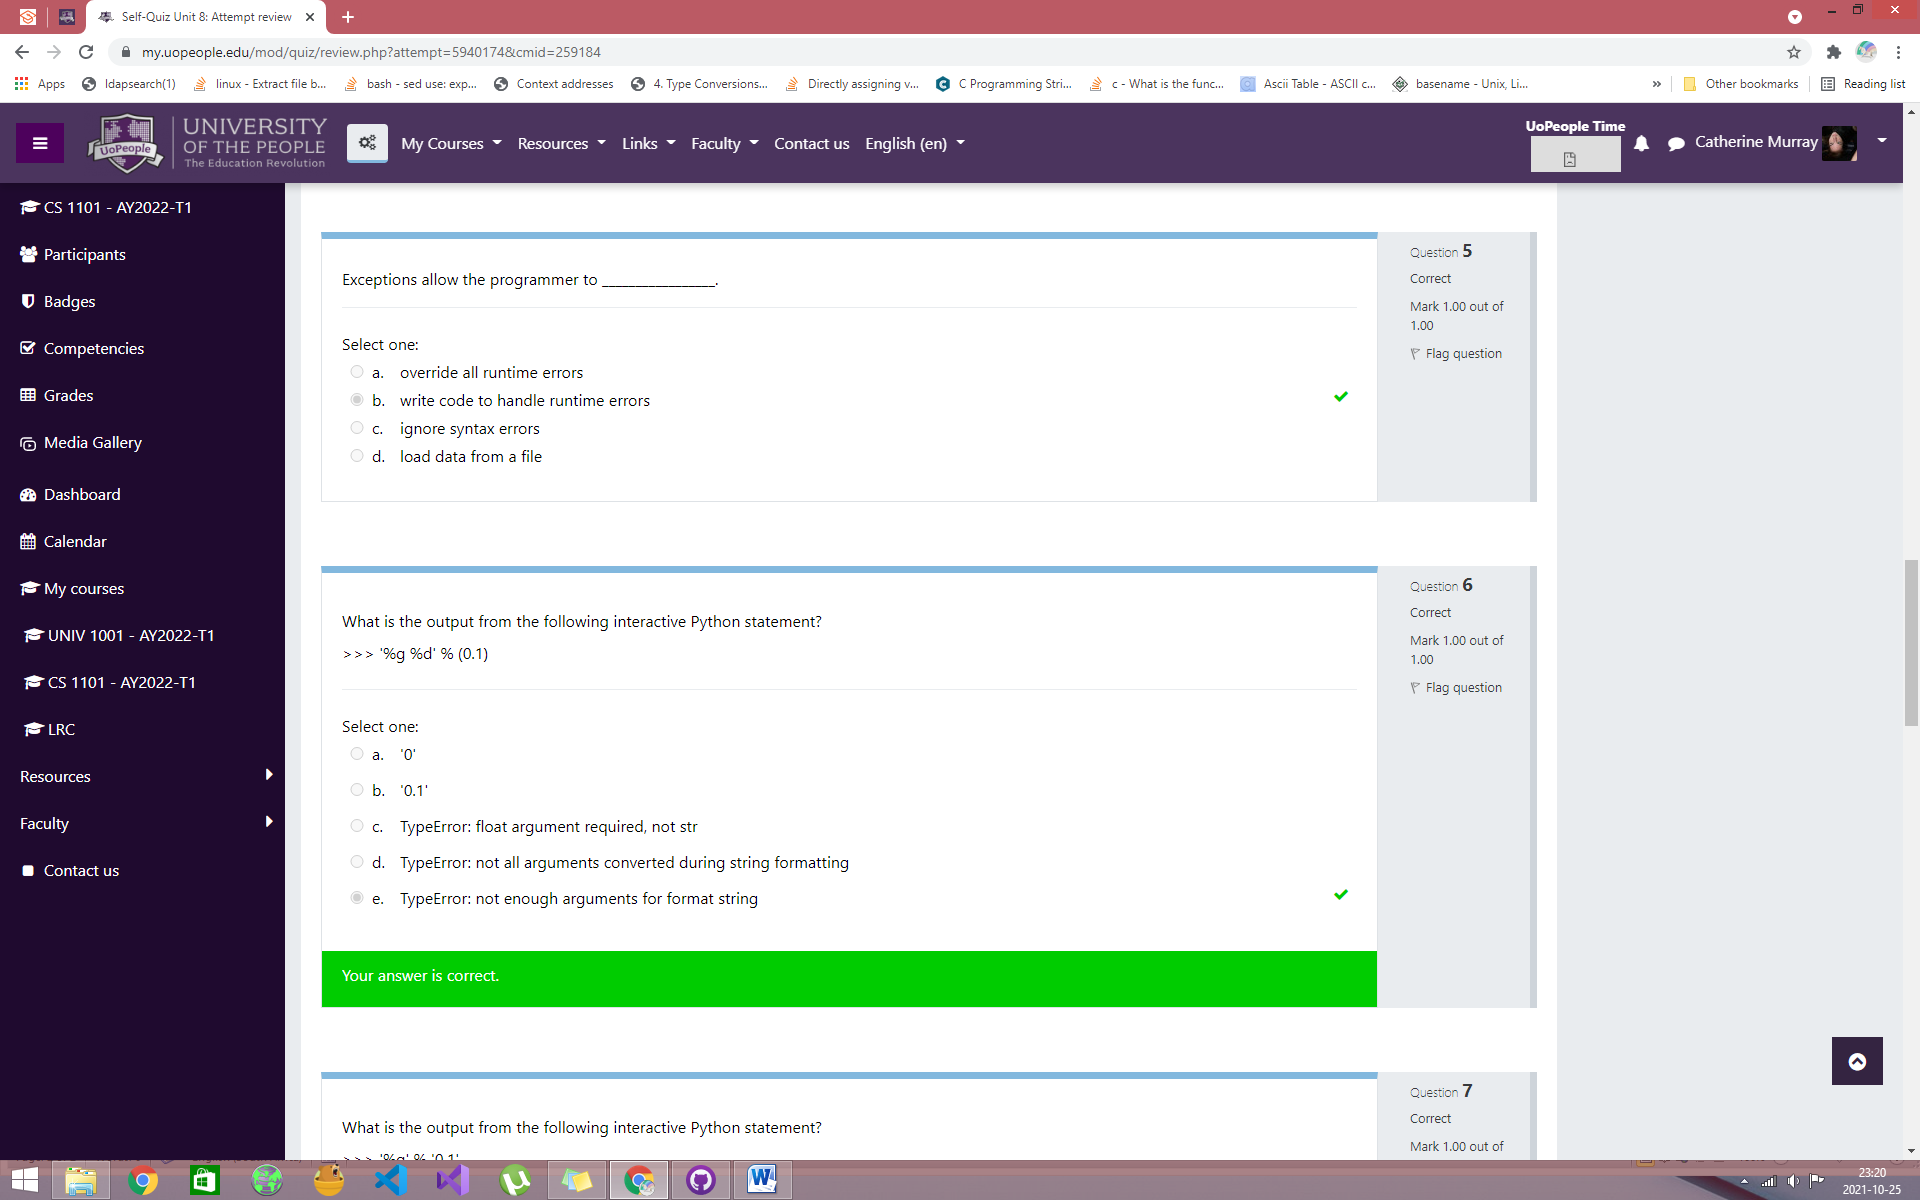 Self-Quiz Unit 8: Attempt review
my.uopeople.edu/mod/quiz/review.php?attempt=5940174&cmid=259184
Apps
ldapsearch(1)
linux - Extract file b...
bash - sed use: exp...
Context addresses
4. Type Conversions...
Directly assigning v...
C Programming Stri...
c - What is the func...
Ascii Table - ASCII c...
basename - Unix, Li...
»
Other bookmarks
Reading list
UoPeople
UNIVERSITY
OF THE PEOPLE
The Education Revolution
My Courses
Resources
Links
Faculty
Contact us
English (en)
UoPeople Time
Catherine Murray
CS 1101 - AY2022-T1
Participants
Badges
Competencies
Grades
Media Gallery
Dashboard
Calendar
My courses
UNIV 1001 - AY2022-T1
CS 1101 - AY2022-T1
LRC
Resources
Faculty
Contact us
Exceptions allow the programmer to ________________.
Select one:
a. override all runtime errors
b. write code to handle runtime errors
c. ignore syntax errors
d. load data from a file
Question 5
Correct
Mark 1.00 out of
1.00
Flag question
What is the output from the following interactive Python statement?
>>> '%g %d' % (0.1)
Select one:
a. '0'
b. '0.1'
c. TypeError: float argument required, not str
d. TypeError: not all arguments converted during string formatting
e. TypeError: not enough arguments for format string
Your answer is correct.
Question 6
Correct
Mark 1.00 out of
1.00
Flag question
What is the output from the following interactive Python statement?
>>> '%g' % '0.1'
Question 7
Correct
Mark 1.00 out of
23:20
2021-10-25